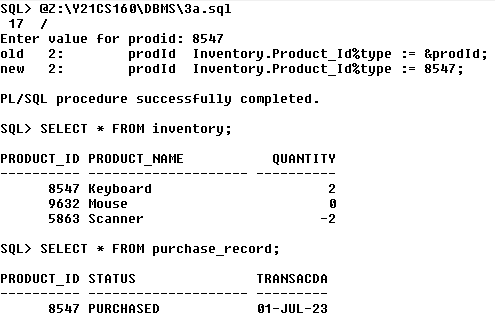 SQL> @Z:\Y21CS160\DBMS\3a.sql
17 /
Enter value for prodid: 8547
old 2: prodId Inventory.Product_Id%type := &prodId;
new 2: prodId Inventory.Product_Id%type := 8547;
PL/SQL procedure successfully completed.
SQL> SELECT * FROM inventory;
PRODUCT_ID PRODUCT_NAME QUANTITY
---------- -------------------- ----------
8547 Keyboard 2
9632 Mouse 0
5863 Scanner -2
SQL> SELECT * FROM purchase_record;
PRODUCT_ID STATUS TRANSACDA
---------- -------------------- ---------
8547 PURCHASED 01-JUL-23